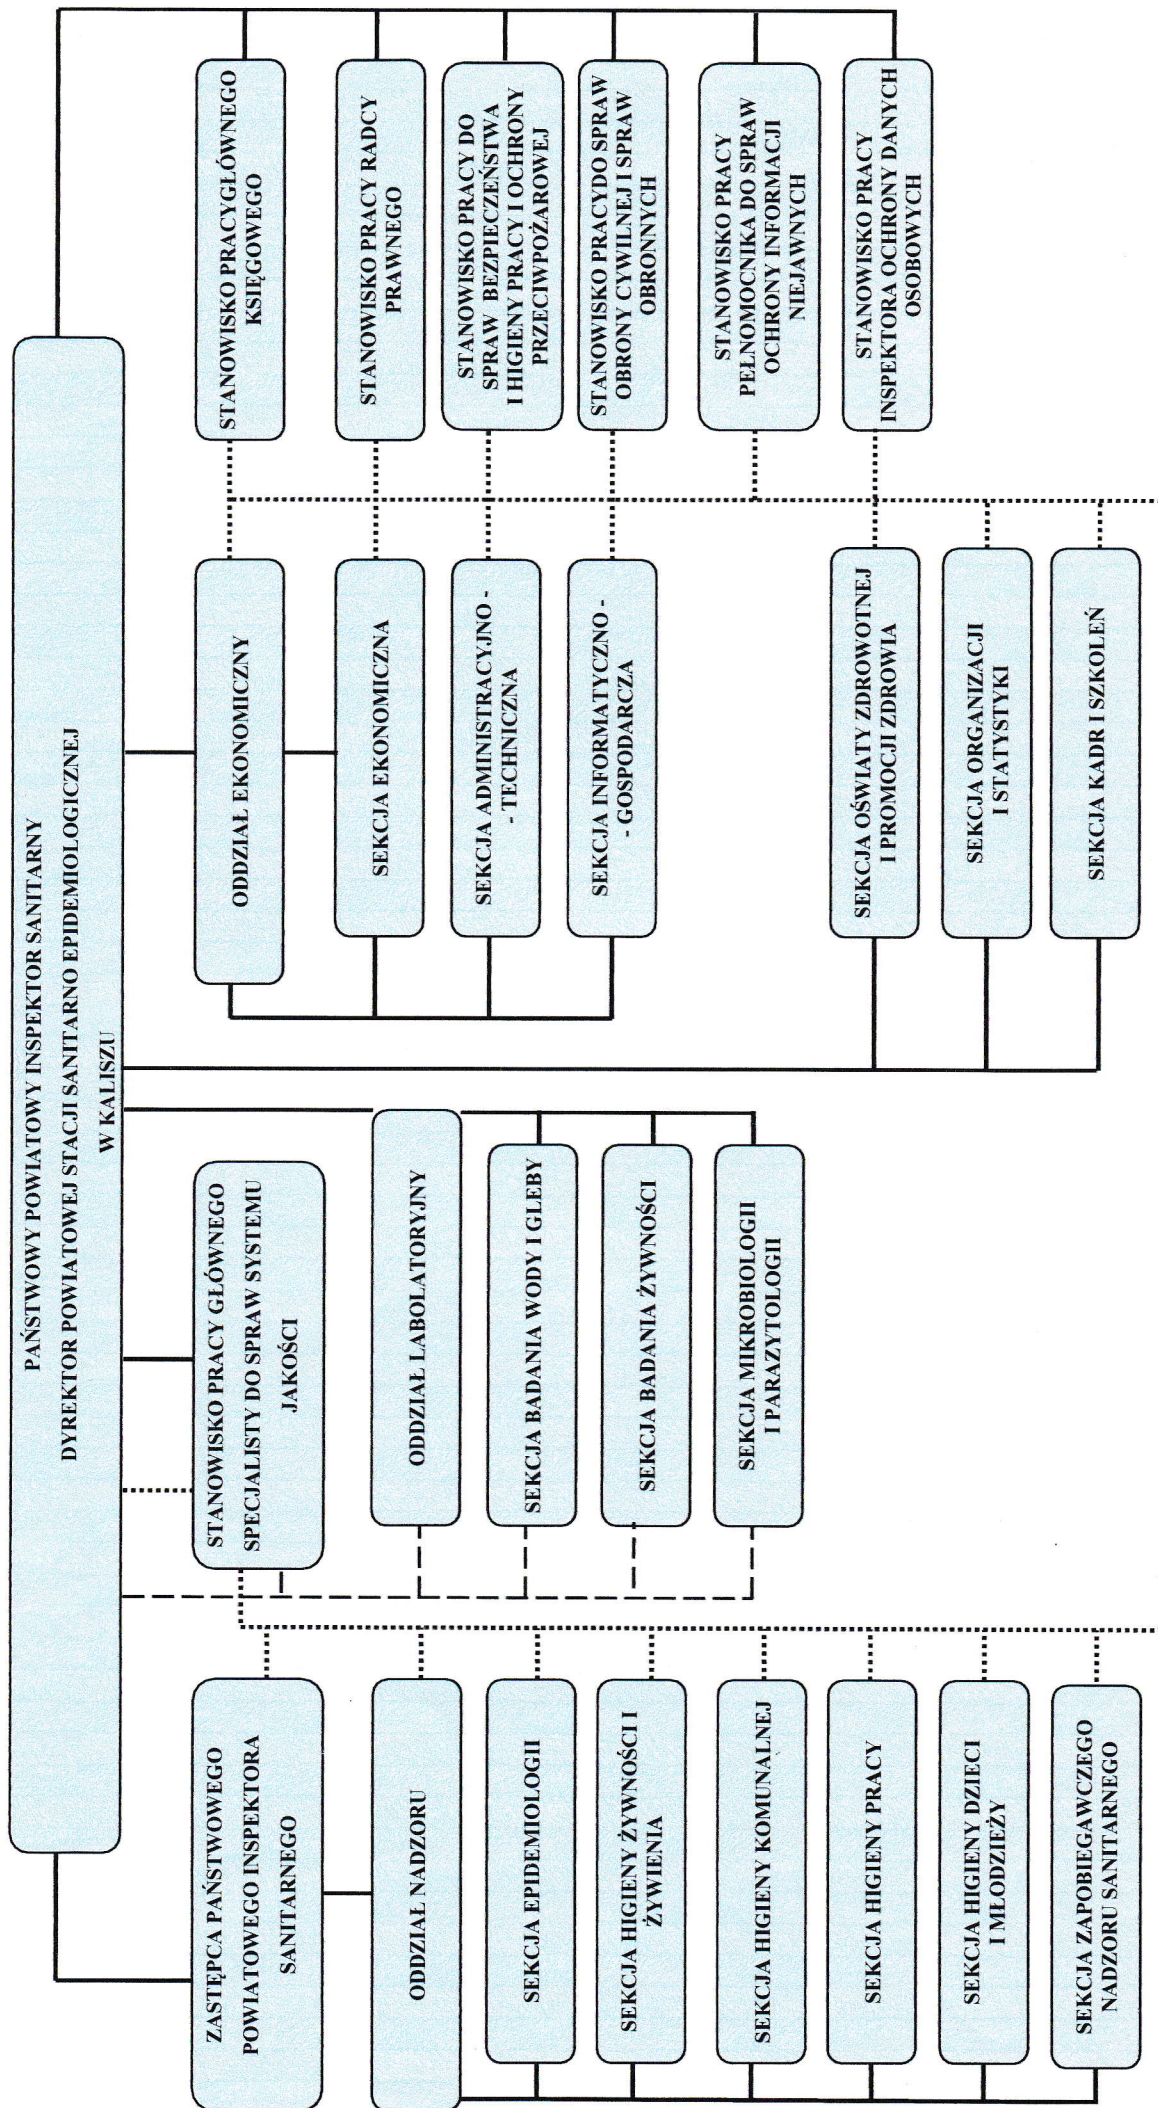 PAŃSTWOWY POWIATOWY INSPEKTOR SANITARNY
DYREKTOR POWIATOWEJ STACJI SANITARNO EPIDEMIOLOGICZNEJ
W KALISZU
ZASTĘPCA PAŃSTWOWEGO
POWIATOWEGO INSPEKTORA
SANITARNEGO
ODDZIAŁ NADZORU
SEKCJA EPIDEMIOLOGII
SEKCJA HIGIENY ŻYWNOŚCI I
ŻYWIENIA
SEKCJA HIGIENY KOMUNALNEJ
SEKCJA HIGIENY PRACY
SEKCJA HIGIENY DZIECI
I MŁODZIEŻY
SEKCJA ZAPOBIEGAWCZEGO
NADZORU SANITARNEGO
STANOWISKO PRACY GŁÓWNEGO
SPECJALISTY DO SPRAW SYSTEMU
JAKOŚCI
ODDZIAŁ LABOLATORYJNY
SEKCJA BADANIA WODY I GLEBY
SEKCJA BADANIA ŻYWNOŚCI
SEKCJA MIKROBIOLOGII
I PARAZYTOLOGII
ODDZIAŁ EKONOMICZNY
SEKCJA EKONOMICZNA
SEKCJA ADMINISTRACYJNO -
- TECHNICZNA
SEKCJA INFORMATYCZNO -
- GOSPODARCZA
SEKCJA OŚWIATY ZDROWOTNEJ
I PROMOCJI ZDROWIA
SEKCJA ORGANIZACJI
I STATYSTYKI
SEKCJA KADR I SZKOLEŃ
STANOWISKO PRACYGŁÓWNEGO
KSIĘGOWEGO
STANOWISKO PRACY RADCY
PRAWNEGO
STANOWISKO PRACY DO
SPRAW BEZPIECZEŃSTWA
I HIGIENY PRACY I OCHRONY
PRZECIWPOŻAROWEJ
STANOWISKO PRACYDO SPRAW
OBRONY CYWILNEJ I SPRAW
OBRONNYCH
STANOWISKO PRACY
PEŁNOMOCNIKA DO SPRAW
OCHRONY INFORMACJI
NIEJAWNYCH
STANOWISKO PRACY
INSPEKTORA OCHRONY DANYCH
OSOBOWYCH